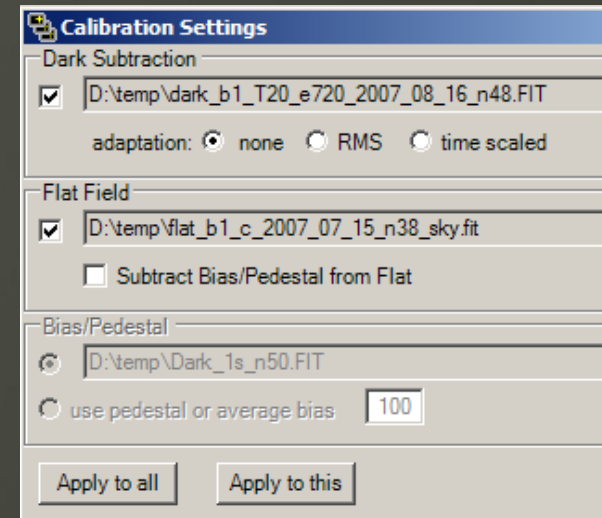 Calibration Settings
Dark Subtraction
D:\temp\dark_b1_T20_e720_2007_08_16_n48.FIT
adaptation: none RMS time scaled
Flat Field
D:\temp\flat_b1_c_2007_07_15_n38_sky.fit
Subtract Bias/Pedestal from Flat
Bias/Pedestal
D:\temp\Dark_1s_n50.FIT
use pedestal or average bias 100
Apply to all Apply to this